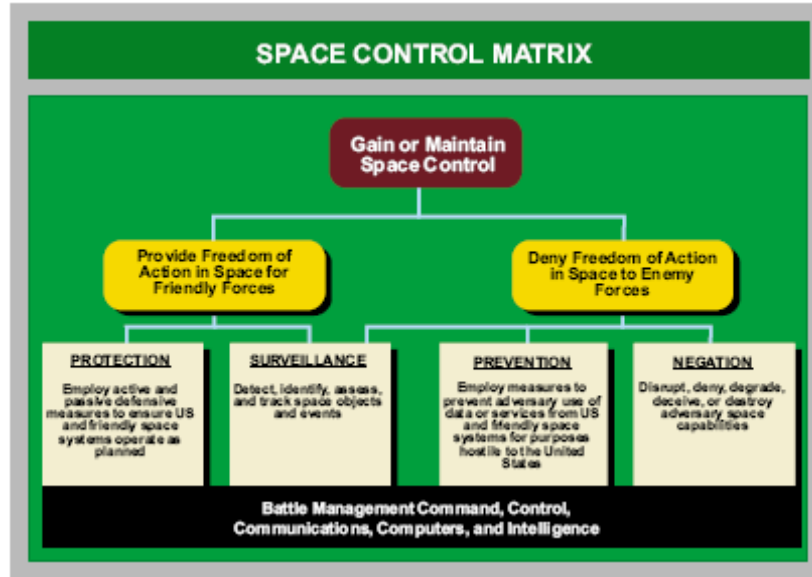 SPACE CONTROL MATRIX
Gain or Maintain
Space Control
Provide Freedom of
Action in Space for
Friendly Forces
Deny Freedom of Action
in Space to Enemy
Forces
PROTECTION
Employ active and
passive defensive
measures to ensure US
and friendly space
systems operate as
planned
SURVEILLANCE
Detect, identify, assess,
and track space objects
and events
PREVENTION
Employ measures to
prevent adversary use of
data or services from US
and friendly space
systems for purposes
hostile to the United
States
NEGATION
Disrupt, deny, degrade,
deceive, or destroy
adversary space
capabilities
Battle Management Command, Control,
Communications, Computers, and Intelligence